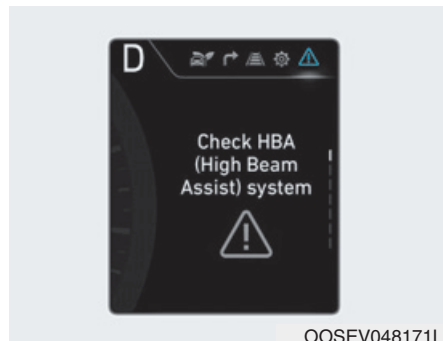 D
Check HBA
(High Beam
Assist) system
OOSEV048171L